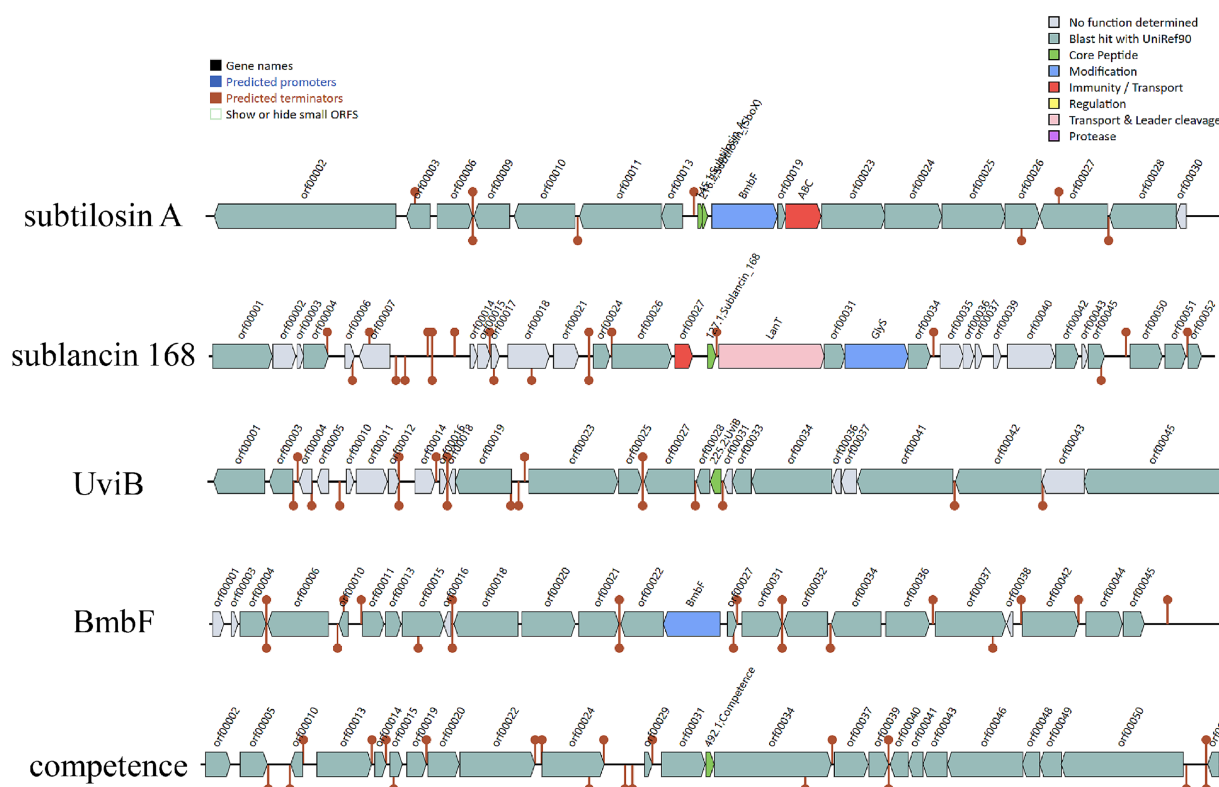 No function determined
Blast hit with UniRef90
Core Peptide
Modification
Immunity / Transport
Regulation
Transport & Leader cleavage
Protease
Gene names
Predicted promoters
Predicted terminators
Show or hide small ORFS
subtilosin A
orf00002
orf00003
orf00006
orf00009
orf00010
orf00011
orf00013
BmbF
orf00019
ABC
orf00023
orf00024
orf00025
orf00026
orf00027
orf00028
orf00030
sublancin 168
orf00001
orf00002
orf00003
orf00004
orf00006
orf00007
orf00014
orf00015
orf00017
orf00018
orf00021
orf00024
orf00026
orf00027
137.1;Sublancin_168
LanT
orf00031
GlyS
orf00034
orf00035
orf00036
orf00037
orf00039
orf00040
orf00042
orf00043
orf00045
orf00050
orf00051
orf00052
UviB
orf00001
orf00003
orf00004
orf00005
orf00010
orf00011
orf00012
orf00014
orf00016
orf00018
orf00019
orf00023
orf00025
orf00027
orf00028
225.2;UviB
orf00031
orf00033
orf00034
orf00036
orf00037
orf00041
orf00042
orf00043
orf00045
BmbF
orf00001
orf00003
orf00004
orf00006
orf00010
orf00011
orf00013
orf00015
orf00016
orf00018
orf00020
orf00021
orf00022
BmbF
orf00027
orf00031
orf00032
orf00034
orf00036
orf00037
orf00038
orf00042
orf00044
orf00045
competence
orf00002
orf00005
orf00010
orf00013
orf00014
orf00015
orf00019
orf00020
orf00022
orf00024
orf00029
orf00031
492.1;Competence
orf00034
orf00037
orf00039
orf00040
orf00041
orf00043
orf00046
orf00048
orf00049
orf00050